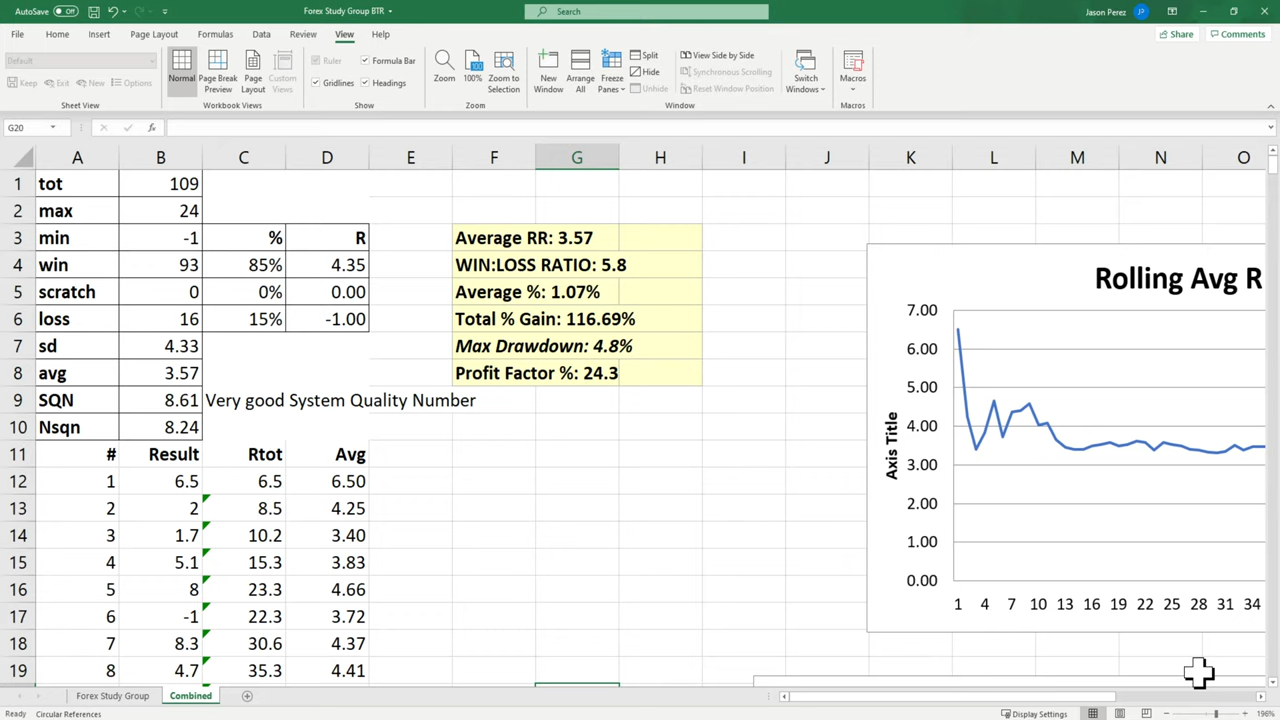 AutoSave Off
Forex Study Group BTR
Search
Jason Perez
JP
File Home Insert Page Layout Formulas Data Review View Help
Share
Comments
Default
Keep Exit New Options
Sheet View
Normal
Page Break Preview
Page Layout
Custom Views
Workbook Views
Ruler
Formula Bar
Gridlines
Headings
Show
Zoom
100
100%
Zoom to Selection
Zoom
New Window
Arrange All
Freeze Panes
Split
Hide
Unhide
View Side by Side
Synchronous Scrolling
Reset Window Position
Switch Windows
Window
Macros
Macros
G20
fx
A B C D E F G H I J K L M N O
1 tot 109
2 max 24
3 min -1 % R Average RR: 3.57
4 win 93 85% 4.35 WIN:LOSS RATIO: 5.8
5 scratch 0 0% 0.00 Average %: 1.07%
6 loss 16 15% -1.00 Total % Gain: 116.69%
7 sd 4.33 Max Drawdown: 4.8%
8 avg 3.57 Profit Factor %: 24.3
9 SQN 8.61 Very good System Quality Number
10 Nsqn 8.24
11 # Result Rtot Avg
12 1 6.5 6.5 6.50
13 2 2 8.5 4.25
14 3 1.7 10.2 3.40
15 4 5.1 15.3 3.83
16 5 8 23.3 4.66
17 6 -1 22.3 3.72
18 7 8.3 30.6 4.37
19 8 4.7 35.3 4.41
Rolling Avg R
7.00
6.00
5.00
4.00
3.00
2.00
1.00
0.00
Axis Title
1 4 7 10 13 16 19 22 25 28 31 34
Forex Study Group
Combined
Ready
Circular References
Display Settings
196%